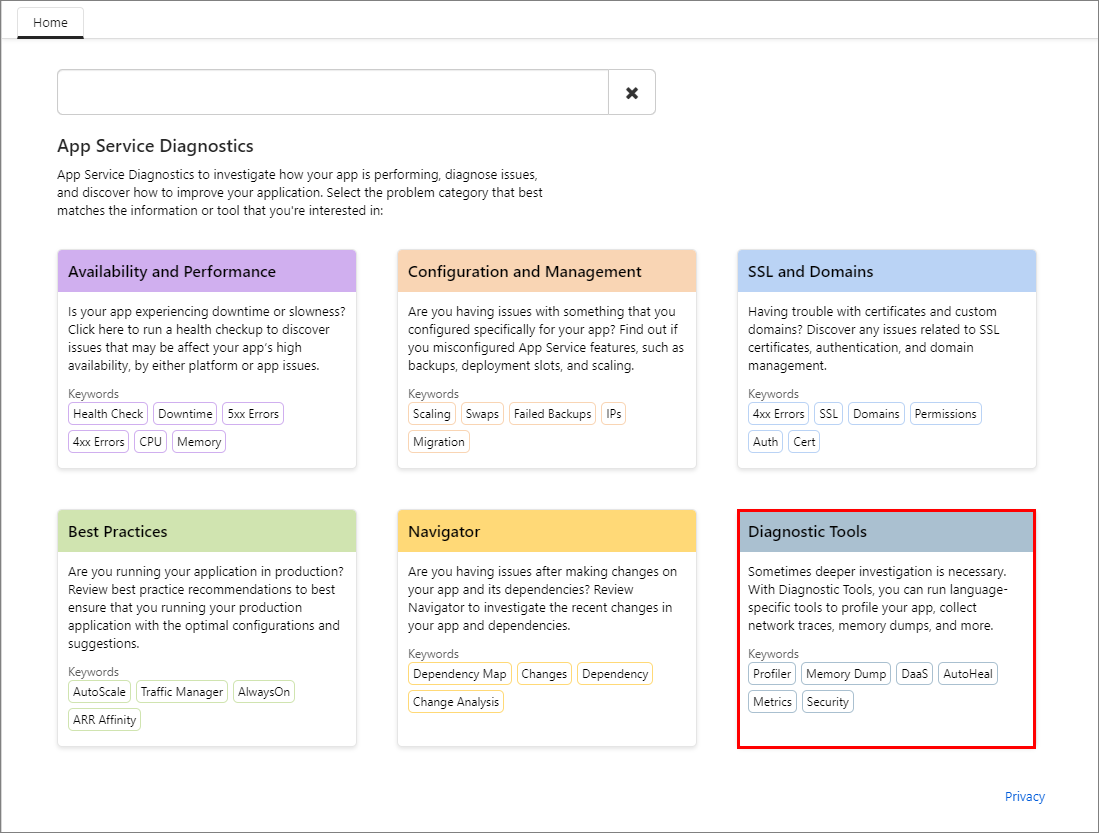 Home
App Service Diagnostics
App Service Diagnostics to investigate how your app is performing, diagnose issues,
and discover how to improve your application. Select the problem category that best
matches the information or tool that you're interested in:
Availability and Performance
Is your app experiencing downtime or slowness?
Click here to run a health checkup to discover
issues that may be affect your app's high
availability, by either platform or app issues.
Keywords
Health Check Downtime 5xx Errors
4xx Errors CPU Memory
Configuration and Management
Are you having issues with something that you
configured specifically for your app? Find out if
you misconfigured App Service features, such as
backups, deployment slots, and scaling.
Keywords
Scaling Swaps Failed Backups IPs
Migration
SSL and Domains
Having trouble with certificates and custom
domains? Discover any issues related to SSL
certificates, authentication, and domain
management.
Keywords
4xx Errors SSL Domains Permissions
Auth Cert
Best Practices
Are you running your application in production?
Review best practice recommendations to best
ensure that you running your production
application with the optimal configurations and
suggestions.
Keywords
AutoScale Traffic Manager AlwaysOn
ARR Affinity
Navigator
Are you having issues after making changes on
your app and its dependencies? Review
Navigator to investigate the recent changes in
your app and dependencies.
Keywords
Dependency Map Changes Dependency
Change Analysis
Diagnostic Tools
Sometimes deeper investigation is necessary.
With Diagnostic Tools, you can run language-
specific tools to profile your app, collect
network traces, memory dumps, and more.
Keywords
Profiler Memory Dump DaaS AutoHeal
Metrics Security
Privacy